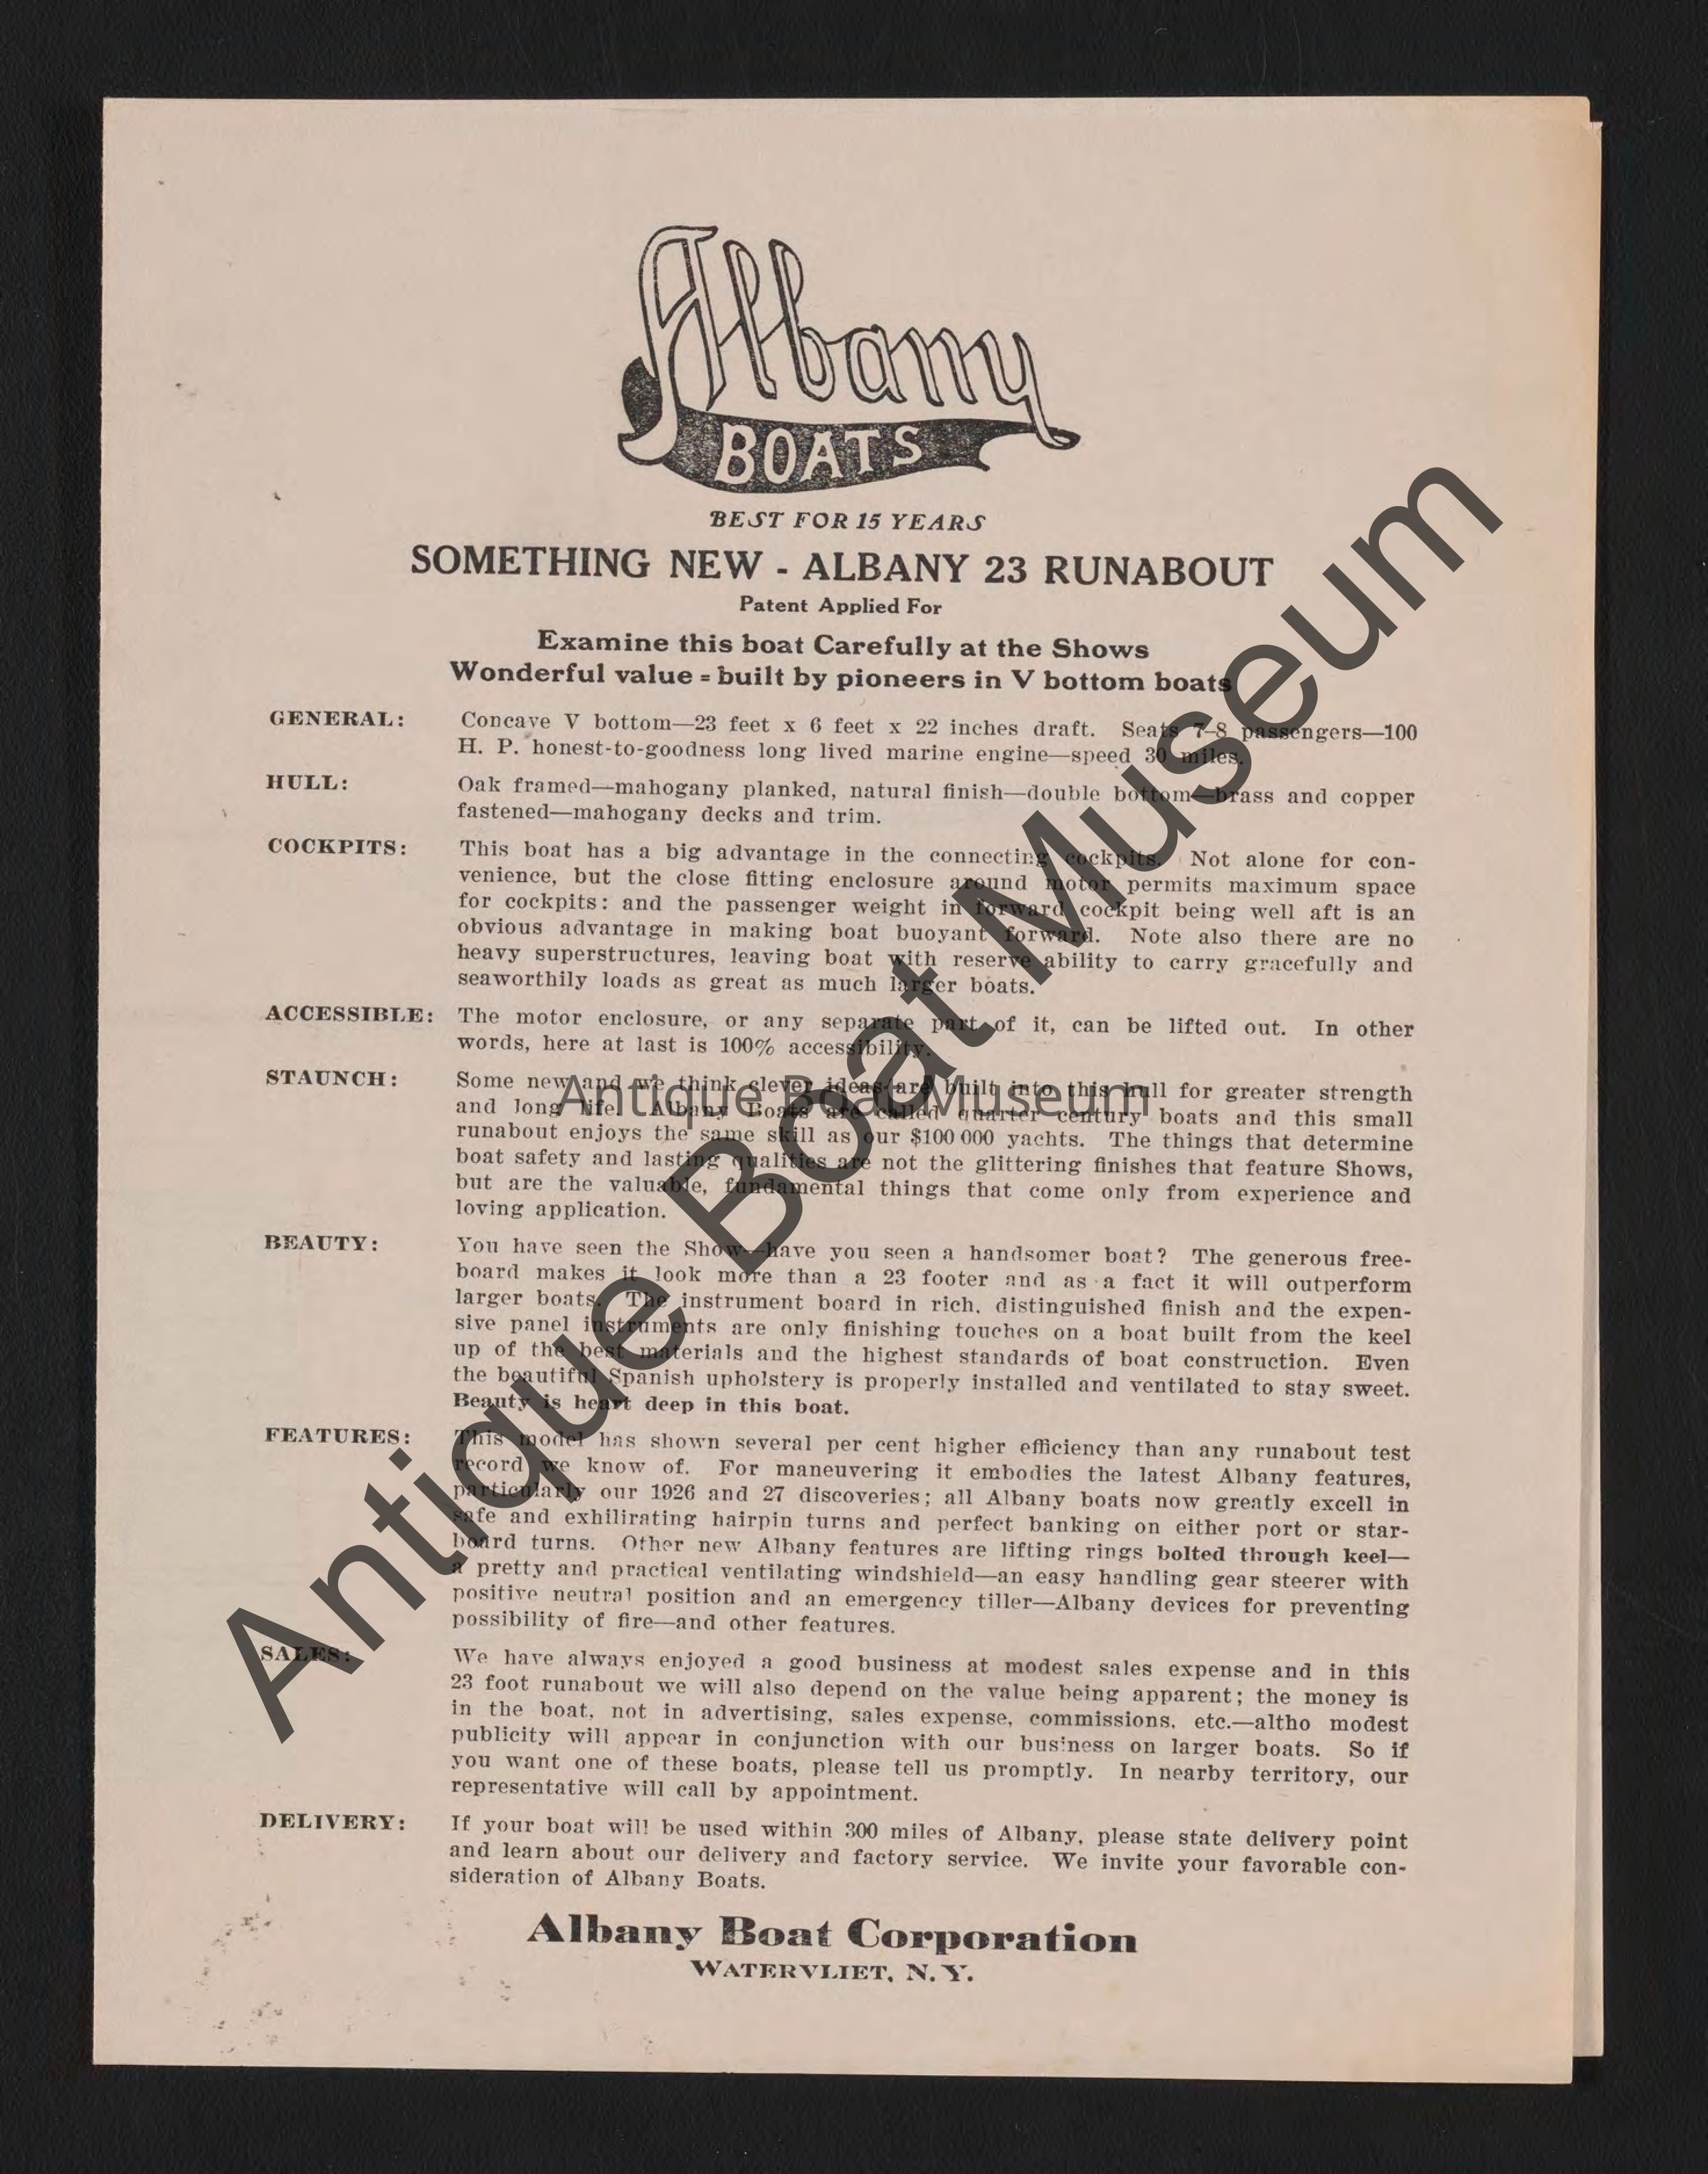 Albany
BOATS
BEST FOR 15 YEARS
SOMETHING NEW - ALBANY 23 RUNABOUT
Patent Applied For
Examine this boat Carefully at the Shows
Wonderful value = built by pioneers in V bottom boats
GENERAL: Concave V bottom—23 feet x 6 feet x 22 inches draft. Seats 7-8 passengers—100
H. P. honest-to-goodness long lived marine engine—speed 30 miles.
HULL: Oak framed—mahogany planked, natural finish—double bottom—brass and copper
fastened—mahogany decks and trim.
COCKPITS: This boat has a big advantage in the connecting cockpits. Not alone for con-
venience, but the close fitting enclosure around motor permits maximum space
for cockpits: and the passenger weight in forward cockpit being well aft is an
obvious advantage in making boat buoyant forward. Note also there are no
heavy superstructures, leaving boat with reserve ability to carry gracefully and
seaworthily loads as great as much larger boats.
ACCESSIBLE: The motor enclosure, or any separate part of it, can be lifted out. In other
words, here at last is 100% accessibility.
STAUNCH: Some new and we think clever ideas are built into this hull for greater strength
and long life. Albany Boats are called quarter century boats and this small
runabout enjoys the same skill as our $100 000 yachts. The things that determine
boat safety and lasting qualities are not the glittering finishes that feature Shows,
but are the valuable, fundamental things that come only from experience and
loving application.
BEAUTY: You have seen the Show—have you seen a handsomer boat? The generous free-
board makes it look more than a 23 footer and as a fact it will outperform
larger boats. The instrument board in rich, distinguished finish and the expen-
sive panel instruments are only finishing touches on a boat built from the keel
up of the best materials and the highest standards of boat construction. Even
the beautiful Spanish upholstery is properly installed and ventilated to stay sweet.
Beauty is heart deep in this boat.
FEATURES: This model has shown several per cent higher efficiency than any runabout test
record we know of. For maneuvering it embodies the latest Albany features,
particularly our 1926 and 27 discoveries; all Albany boats now greatly excell in
safe and exhilirating hairpin turns and perfect banking on either port or star-
board turns. Other new Albany features are lifting rings bolted through keel—
a pretty and practical ventilating windshield—an easy handling gear steerer with
positive neutral position and an emergency tiller—Albany devices for preventing
possibility of fire—and other features.
SALES: We have always enjoyed a good business at modest sales expense and in this
23 foot runabout we will also depend on the value being apparent; the money is
in the boat, not in advertising, sales expense, commissions, etc.—altho modest
publicity will appear in conjunction with our business on larger boats. So if
you want one of these boats, please tell us promptly. In nearby territory, our
representative will call by appointment.
DELIVERY: If your boat will be used within 300 miles of Albany, please state delivery point
and learn about our delivery and factory service. We invite your favorable con-
sideration of Albany Boats.
Albany Boat Corporation
WATERVLIET, N. Y.
Antique Boat Museum
Antique Boat Museum